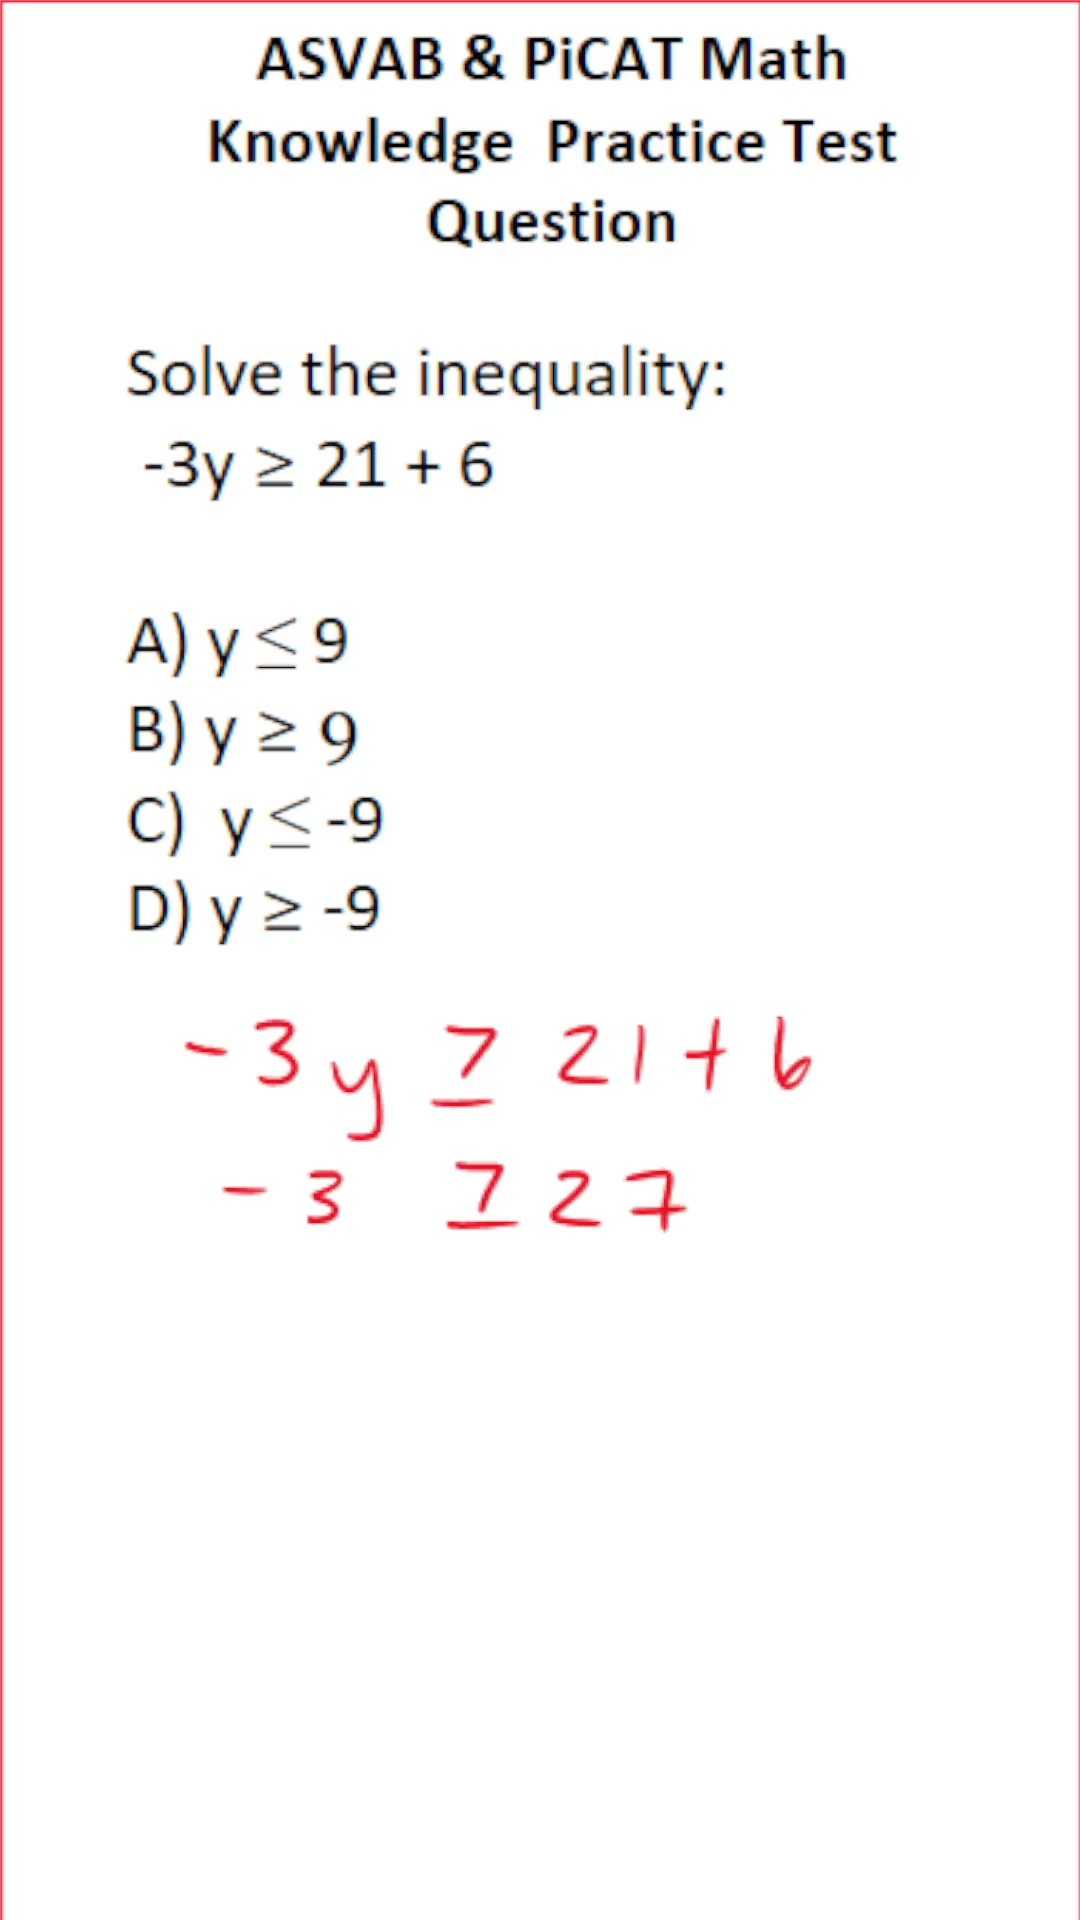 ASVAB & PiCAT Math
Knowledge Practice Test
Question
Solve the inequality:
-3y ≥ 21 + 6
A) y ≤ 9
B) y ≥ 9
C) y ≤ -9
D) y ≥ -9
-3y ≥ 21+6
-3 ≥ 27